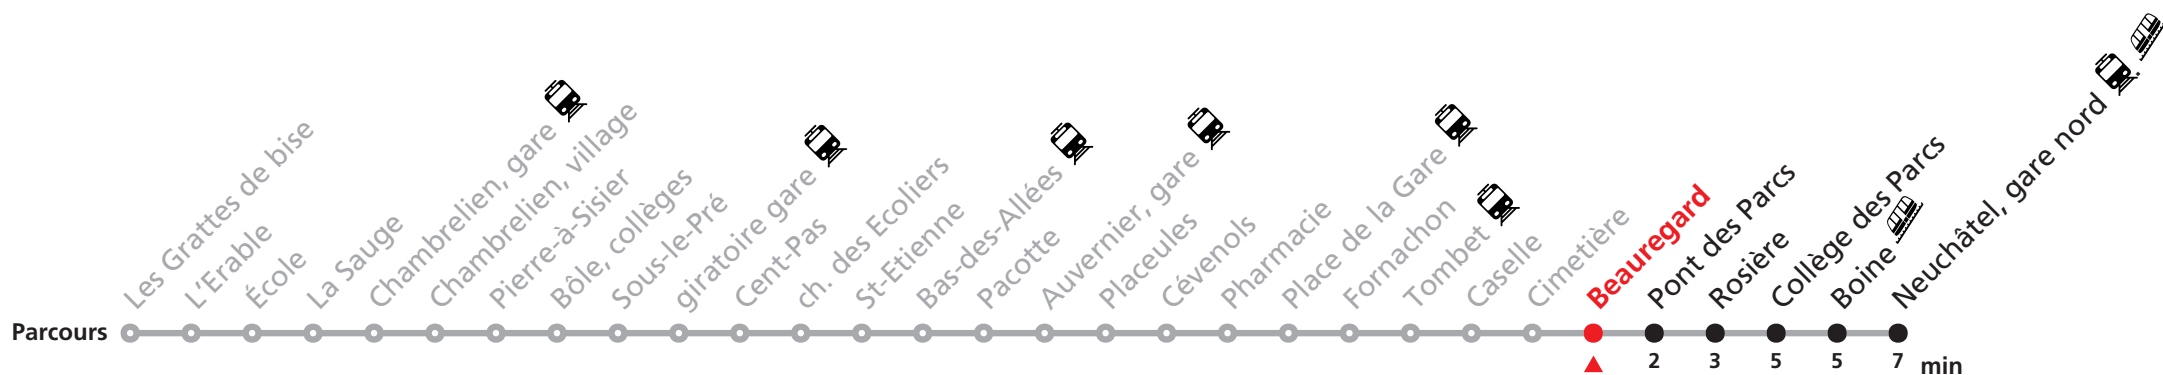 Les Grattes de bise
L'Erable
École
La Sauge
Chambrelien, gare
Chambrelien, village
Pierre-à-Sisier
Bôle, collèges
Sous-le-Pré
giratoire gare
Cent-Pas
ch. des Ecoliers
St-Etienne
Bas-des-Allées
Pacotte
Auvernier, gare
Placeules
Cévenols
Pharmacie
Place de la Gare
Fornachon
Tombet
Caselle
Cimetière
Beauregard
Pont des Parcs
Rosière
Collège des Parcs
Boine
Neuchâtel, gare nord
Parcours
2 3 5 5 7 min